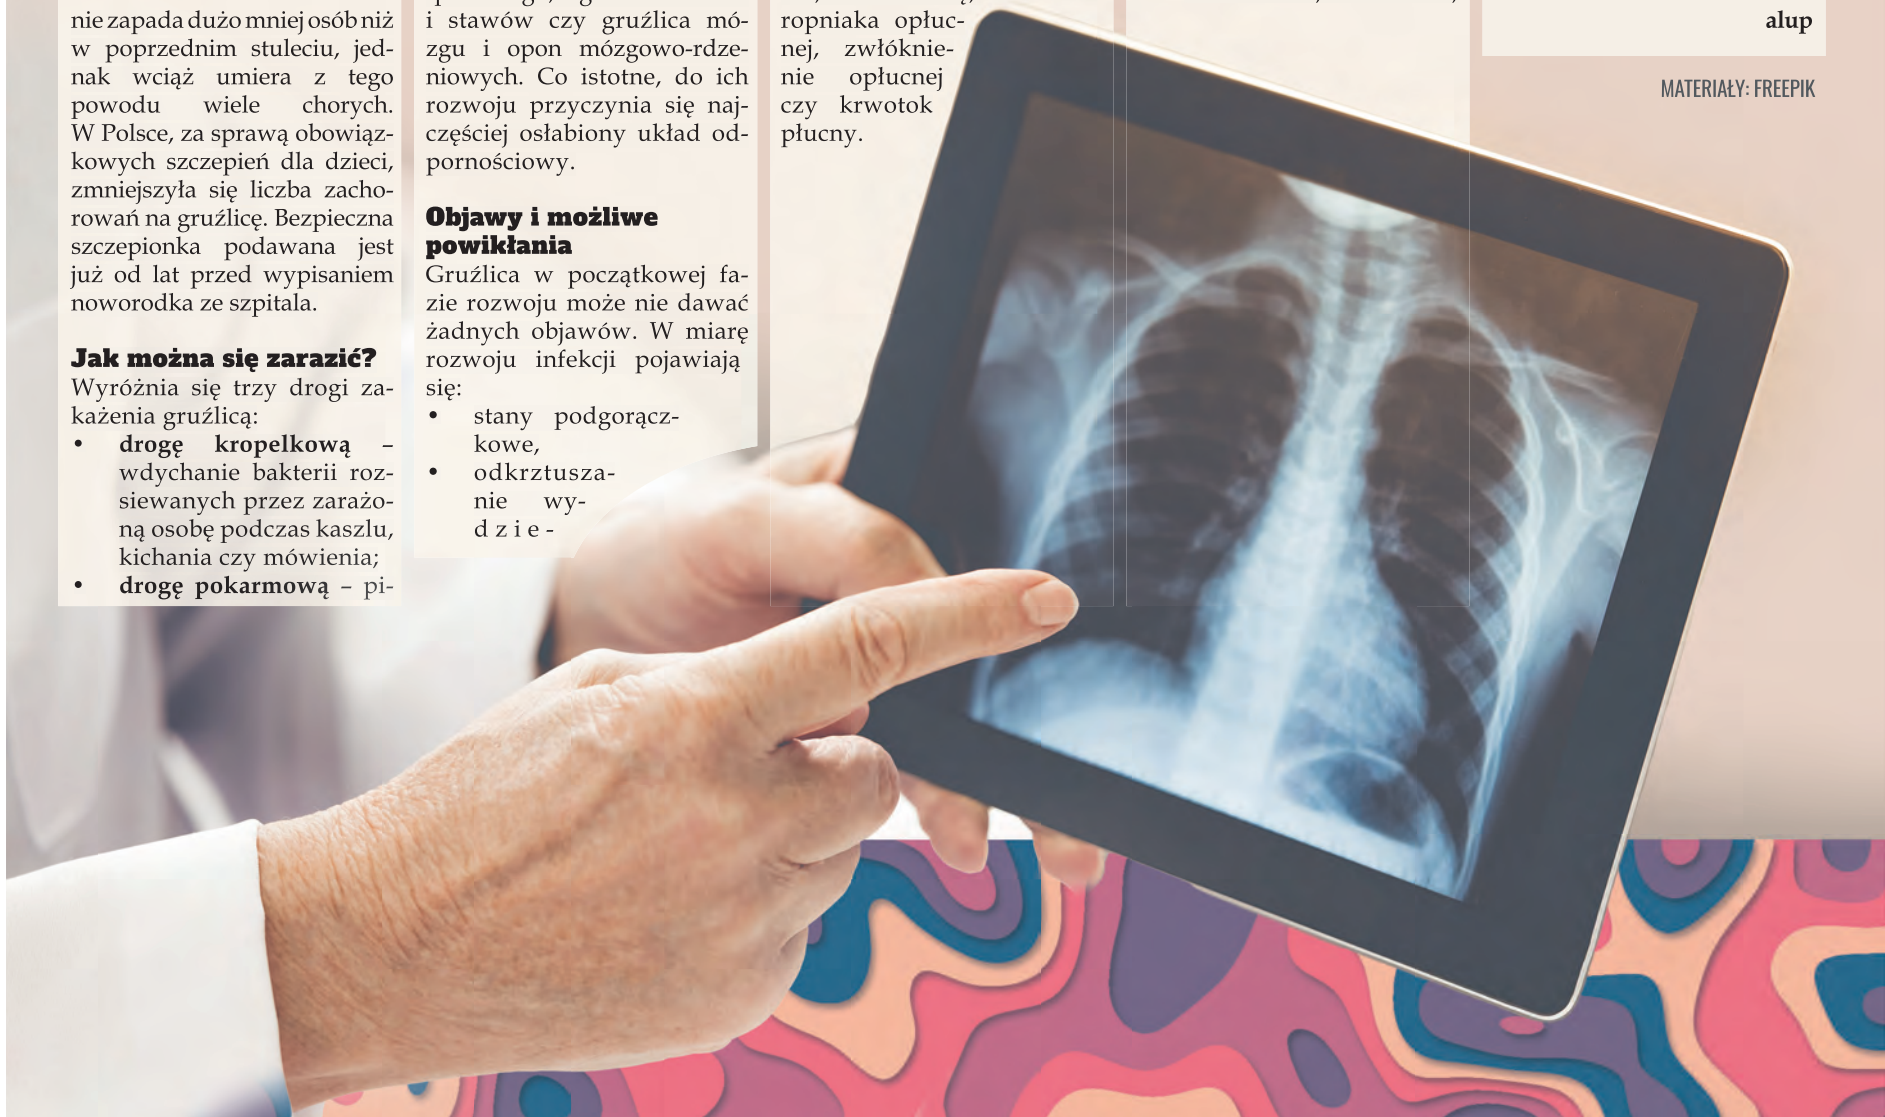 nie zapada dużo mniej osób niż
w poprzednim stuleciu, jed-
nak wciąż umiera z tego
powodu wiele chorych.
W Polsce, za sprawą obowiąz-
kowych szczepień dla dzieci,
zmniejszyła się liczba zacho-
rowań na gruźlicę. Bezpieczna
szczepionka podawana jest
już od lat przed wypisaniem
noworodka ze szpitala.
Jak można się zarazić?
Wyróżnia się trzy drogi za-
każenia gruźlicą:
• drogę kropelkową –
wdychanie bakterii roz-
siewanych przez zarażo-
ną osobę podczas kaszlu,
kichania czy mówienia;
• drogę pokarmową – pi-
i stawów czy gruźlica mó-
zgu i opon mózgowo-rdze-
niowych. Co istotne, do ich
rozwoju przyczynia się naj-
częściej osłabiony układ od-
pornościowy.
Objawy i możliwe
powikłania
Gruźlica w początkowej fa-
zie rozwoju może nie dawać
żadnych objawów. W miarę
rozwoju infekcji pojawiają
się:
• stany podgorącz-
kowe,
• odkrztusza-
nie wy-
dzie-
ropniaka opłuc-
nej, zwłóknie-
nie opłucnej
czy krwotok
płucny.
alup
MATERIAŁY: FREEPIK